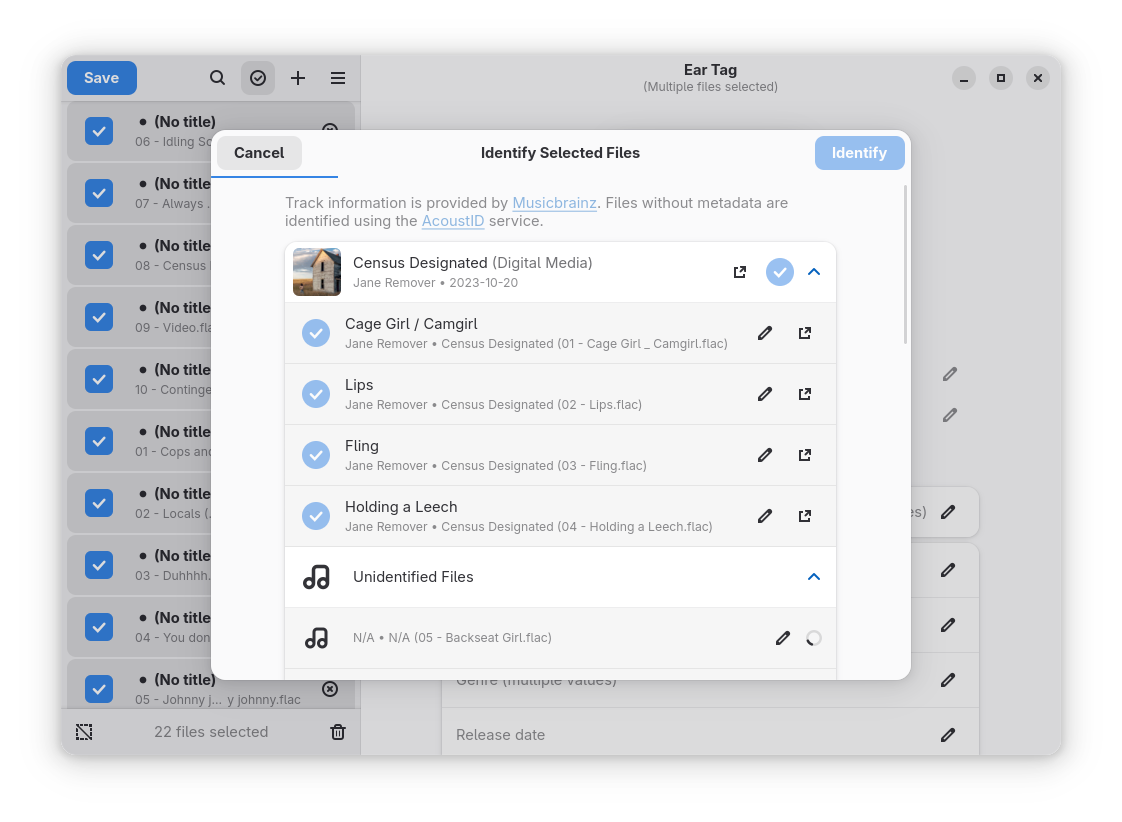 Save
Ear Tag
(Multiple files selected)
• (No title)
06 - Idling
• (No title
07 - Always
• (No title
08 - Census
• (No title
09 - Video.fla
• (No title
10 - Continge
• (No title
01 - Cops and
• (No title
02 - Locals (.
• (No title
03 - Duhhhh.
• (No title
04 - You don
• (No title)
05 - Johnny j... y johnny.flac
22 files selected
Cancel
Identify Selected Files
Identify
Track information is provided by Musicbrainz. Files without metadata are
identified using the AcoustID service.
Census Designated (Digital Media)
Jane Remover • 2023-10-20
Cage Girl / Camgirl
Jane Remover • Census Designated (01 - Cage Girl _ Camgirl.flac)
Lips
Jane Remover • Census Designated (02 - Lips.flac)
Fling
Jane Remover • Census Designated (03 - Fling.flac)
Holding a Leech
Jane Remover • Census Designated (04 - Holding a Leech.flac)
Unidentified Files
N/A • N/A (05 - Backseat Girl.flac)
es)
Genre (multiple values)
Release date